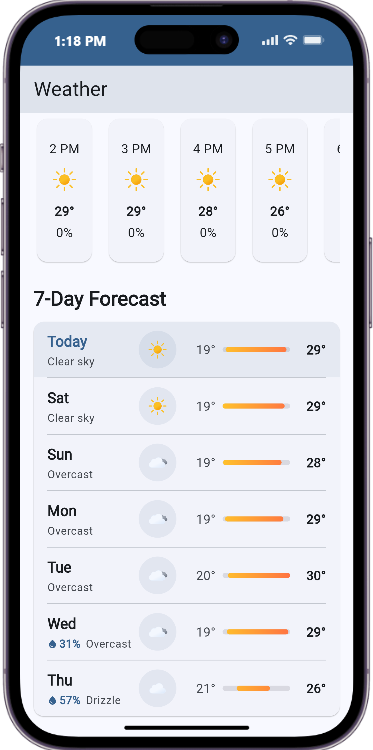 1:18 PM
Weather
2 PM 3 PM 4 PM 5 PM
29° 29° 28° 26°
0% 0% 0% 0%
7-Day Forecast
Today
Clear sky
19° 29°
Sat
Clear sky
19° 29°
Sun
Overcast
19° 28°
Mon
Overcast
19° 29°
Tue
Overcast
20° 30°
Wed
31% Overcast
19° 29°
Thu
57% Drizzle
21° 26°